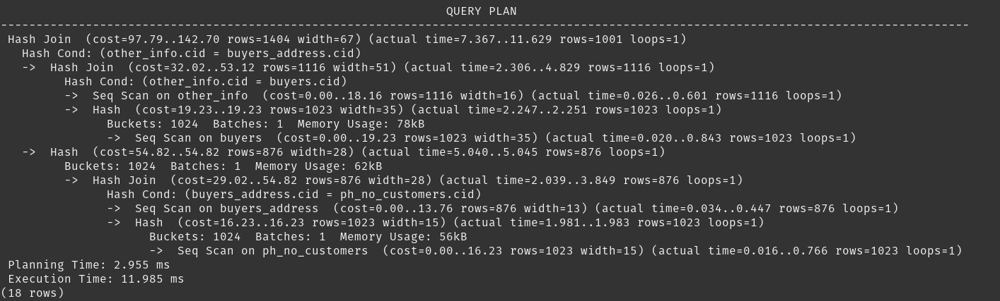 QUERY PLAN
-----------------------------------------------------------------------------------------------------------------------------------------
Hash Join  (cost=97.79..142.70 rows=1404 width=67) (actual time=7.367..11.629 rows=1001 loops=1)
  Hash Cond: (other_info.cid = buyers_address.cid)
  ->  Hash Join  (cost=32.02..53.12 rows=1116 width=51) (actual time=2.306..4.829 rows=1116 loops=1)
        Hash Cond: (other_info.cid = buyers.cid)
        ->  Seq Scan on other_info  (cost=0.00..18.16 rows=1116 width=16) (actual time=0.026..0.601 rows=1116 loops=1)
        ->  Hash  (cost=19.23..19.23 rows=1023 width=35) (actual time=2.247..2.251 rows=1023 loops=1)
              Buckets: 1024  Batches: 1  Memory Usage: 78kB
              ->  Seq Scan on buyers  (cost=0.00..19.23 rows=1023 width=35) (actual time=0.020..0.843 rows=1023 loops=1)
  ->  Hash  (cost=54.82..54.82 rows=876 width=28) (actual time=5.040..5.045 rows=876 loops=1)
        Buckets: 1024  Batches: 1  Memory Usage: 62kB
        ->  Hash Join  (cost=29.02..54.82 rows=876 width=28) (actual time=2.039..3.849 rows=876 loops=1)
              Hash Cond: (buyers_address.cid = ph_no_customers.cid)
              ->  Seq Scan on buyers_address  (cost=0.00..13.76 rows=876 width=13) (actual time=0.034..0.447 rows=876 loops=1)
              ->  Hash  (cost=16.23..16.23 rows=1023 width=15) (actual time=1.981..1.983 rows=1023 loops=1)
                    Buckets: 1024  Batches: 1  Memory Usage: 56kB
                    ->  Seq Scan on ph_no_customers  (cost=0.00..16.23 rows=1023 width=15) (actual time=0.016..0.766 rows=1023 loops=1)
Planning Time: 2.955 ms
Execution Time: 11.985 ms
(18 rows)